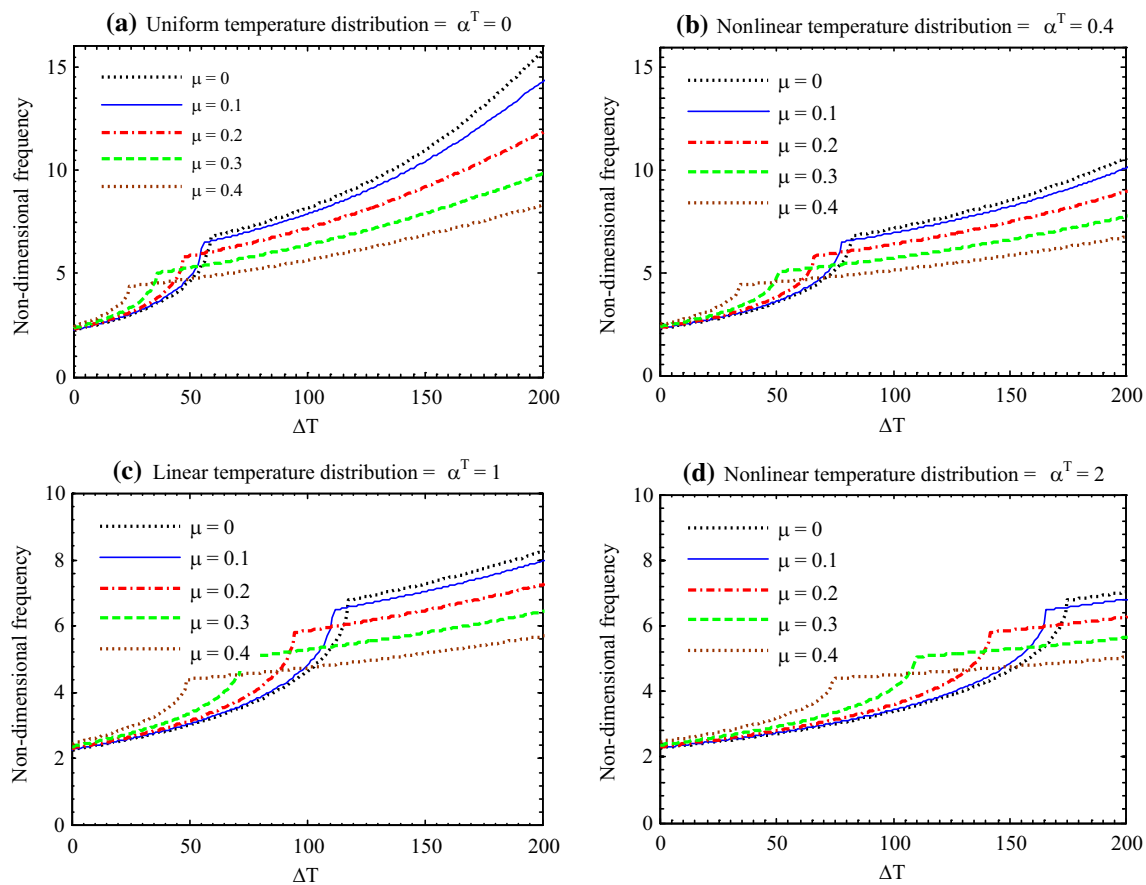 (a) Uniform temperature distribution = α^T = 0
15
10
5
0
Non-dimensional frequency
μ = 0
μ = 0.1
μ = 0.2
μ = 0.3
μ = 0.4
0 50 100 150 200
ΔT
(b) Nonlinear temperature distribution = α^T = 0.4
15
10
5
0
Non-dimensional frequency
μ = 0
μ = 0.1
μ = 0.2
μ = 0.3
μ = 0.4
0 50 100 150 200
ΔT
(c) Linear temperature distribution = α^T = 1
10
8
6
4
2
0
Non-dimensional frequency
μ = 0
μ = 0.1
μ = 0.2
μ = 0.3
μ = 0.4
0 50 100 150 200
ΔT
(d) Nonlinear temperature distribution = α^T = 2
10
8
6
4
2
0
Non-dimensional frequency
μ = 0
μ = 0.1
μ = 0.2
μ = 0.3
μ = 0.4
0 50 100 150 200
ΔT